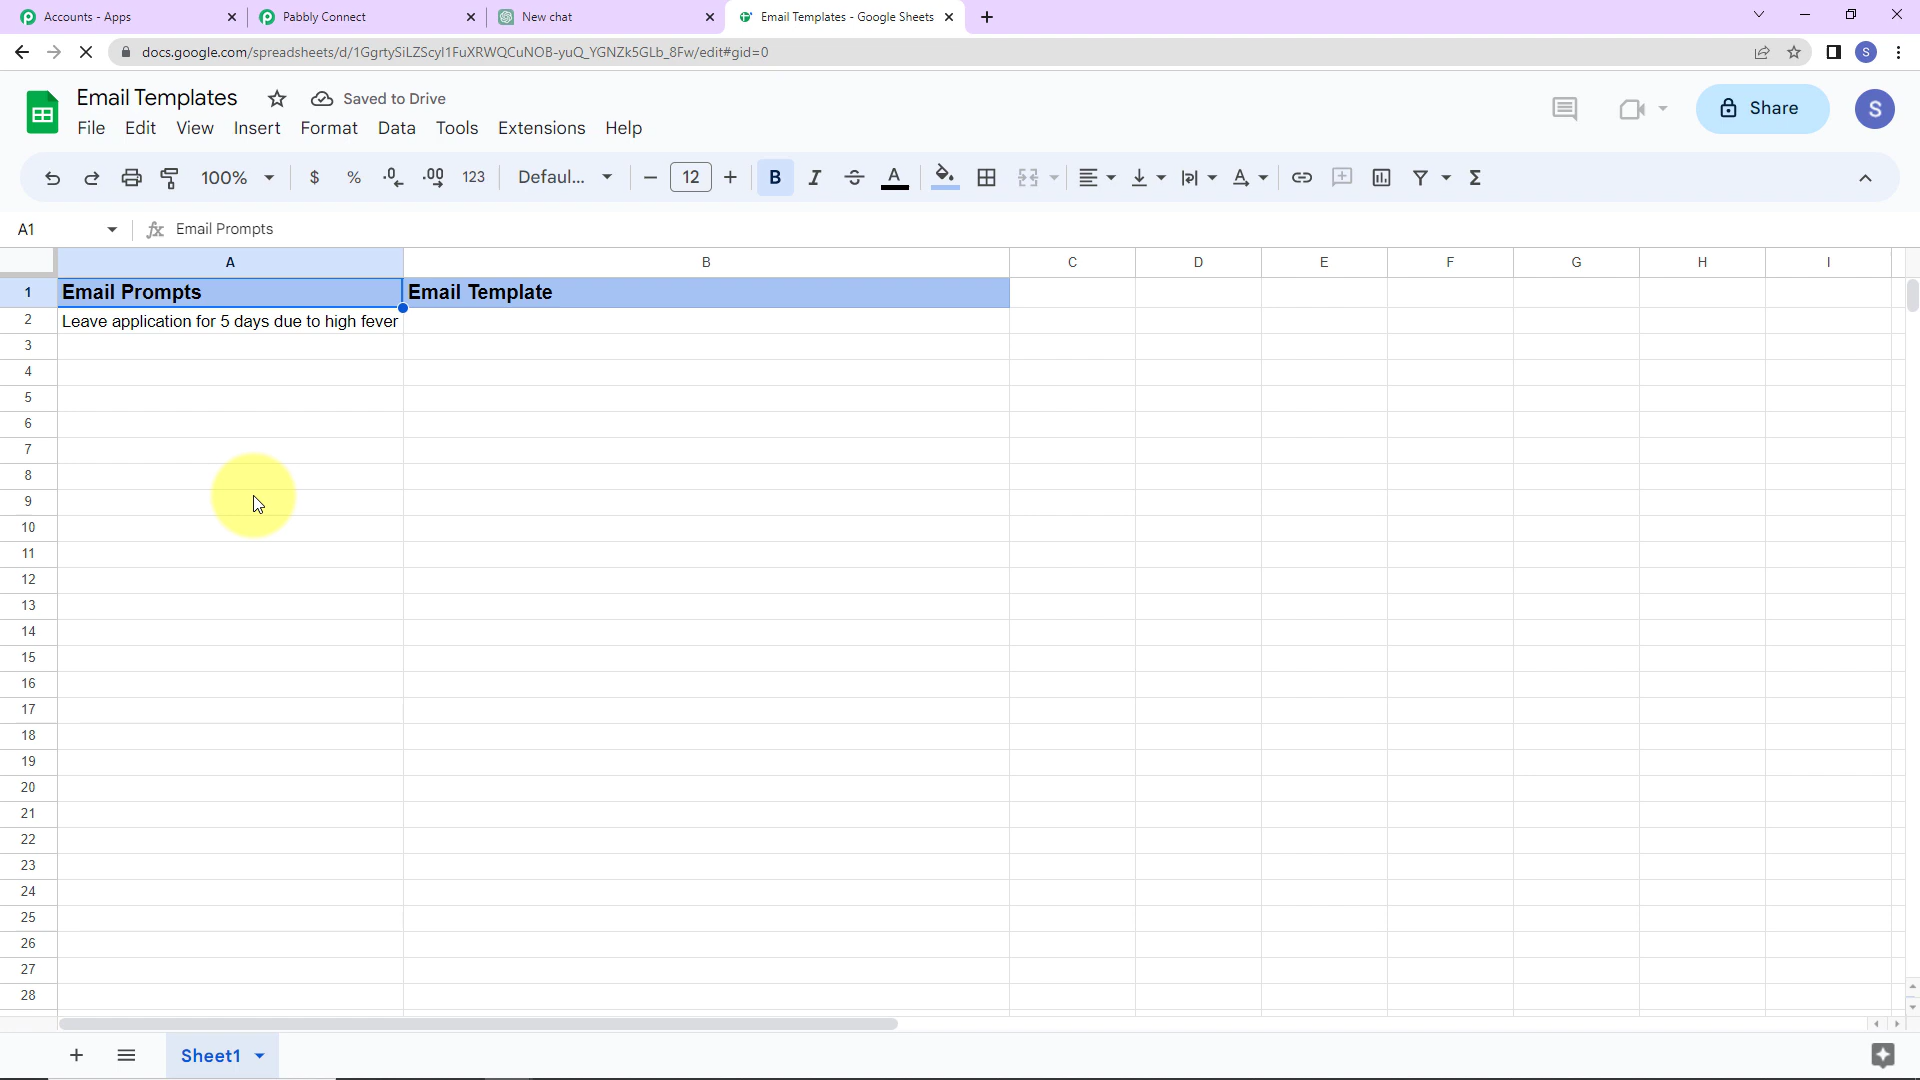 Accounts - Apps
Pabbly Connect
New chat
Email Templates - Google Sheets
docs.google.com/spreadsheets/d/1GgrtySiLZScyl1FuXRWQCuNOB-yuQ_YGNZk5GLb_8Fw/edit#gid=0
S
Email Templates
Saved to Drive
File Edit View Insert Format Data Tools Extensions Help
Share
S
100%
$ % .0 .00 123
Defaul...
12
B I S A
A1
fx Email Prompts
A B C D E F G H I
1 Email Prompts Email Template
2 Leave application for 5 days due to high fever
3
4
5
6
7
8
9
10
11
12
13
14
15
16
17
18
19
20
21
22
23
24
25
26
27
28
Sheet1